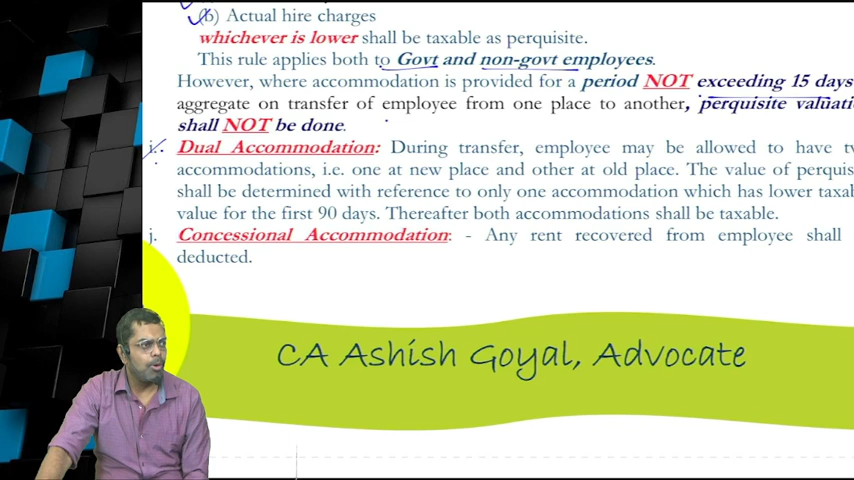 (b) Actual hire charges
whichever is lower shall be taxable as perquisite.
This rule applies both to Govt and non-govt employees.
However, where accommodation is provided for a period NOT exceeding 15 days
aggregate on transfer of employee from one place to another, perquisite valuatio
shall NOT be done.
i. Dual Accommodation: During transfer, employee may be allowed to have tw
accommodations, i.e. one at new place and other at old place. The value of perquis
shall be determined with reference to only one accommodation which has lower taxab
value for the first 90 days. Thereafter both accommodations shall be taxable.
j. Concessional Accommodation: - Any rent recovered from employee shall
deducted.
CA Ashish Goyal, Advocate